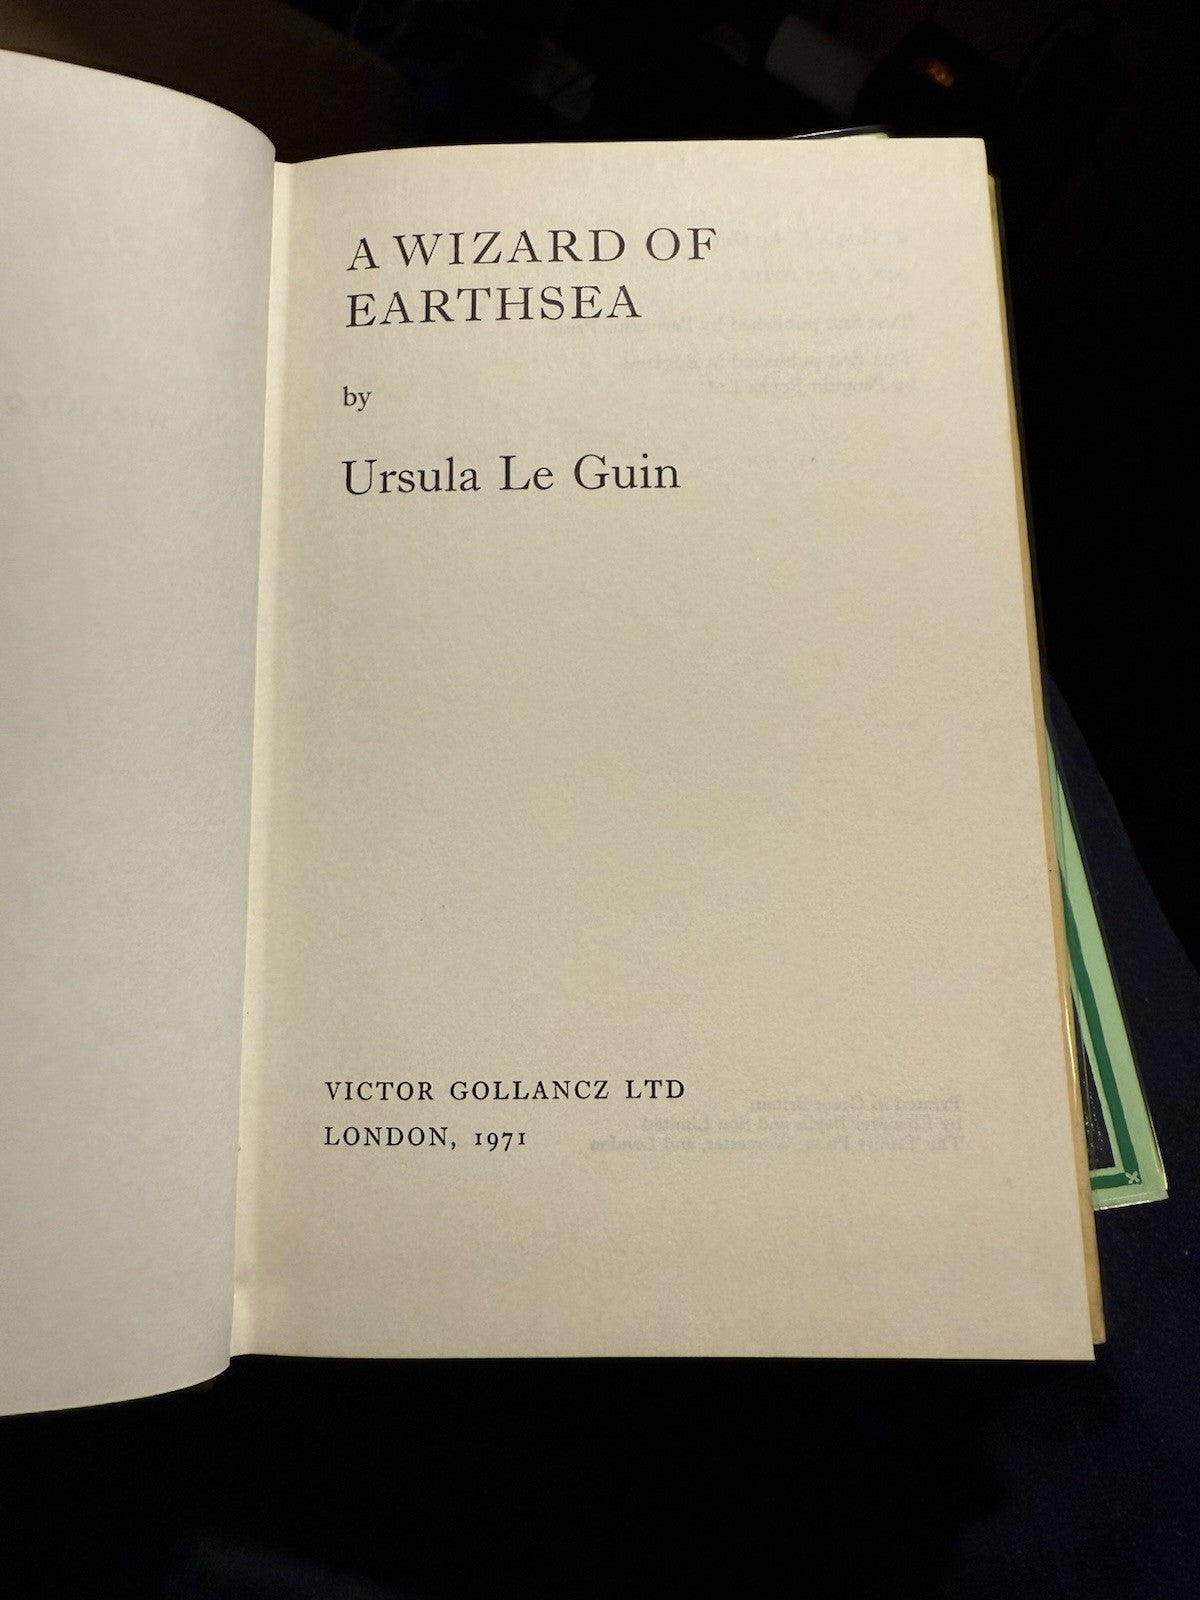 A WIZARD OF
EARTHSEA
by
Ursula Le Guin
VICTOR GOLLANCZ LTD
LONDON, 1971